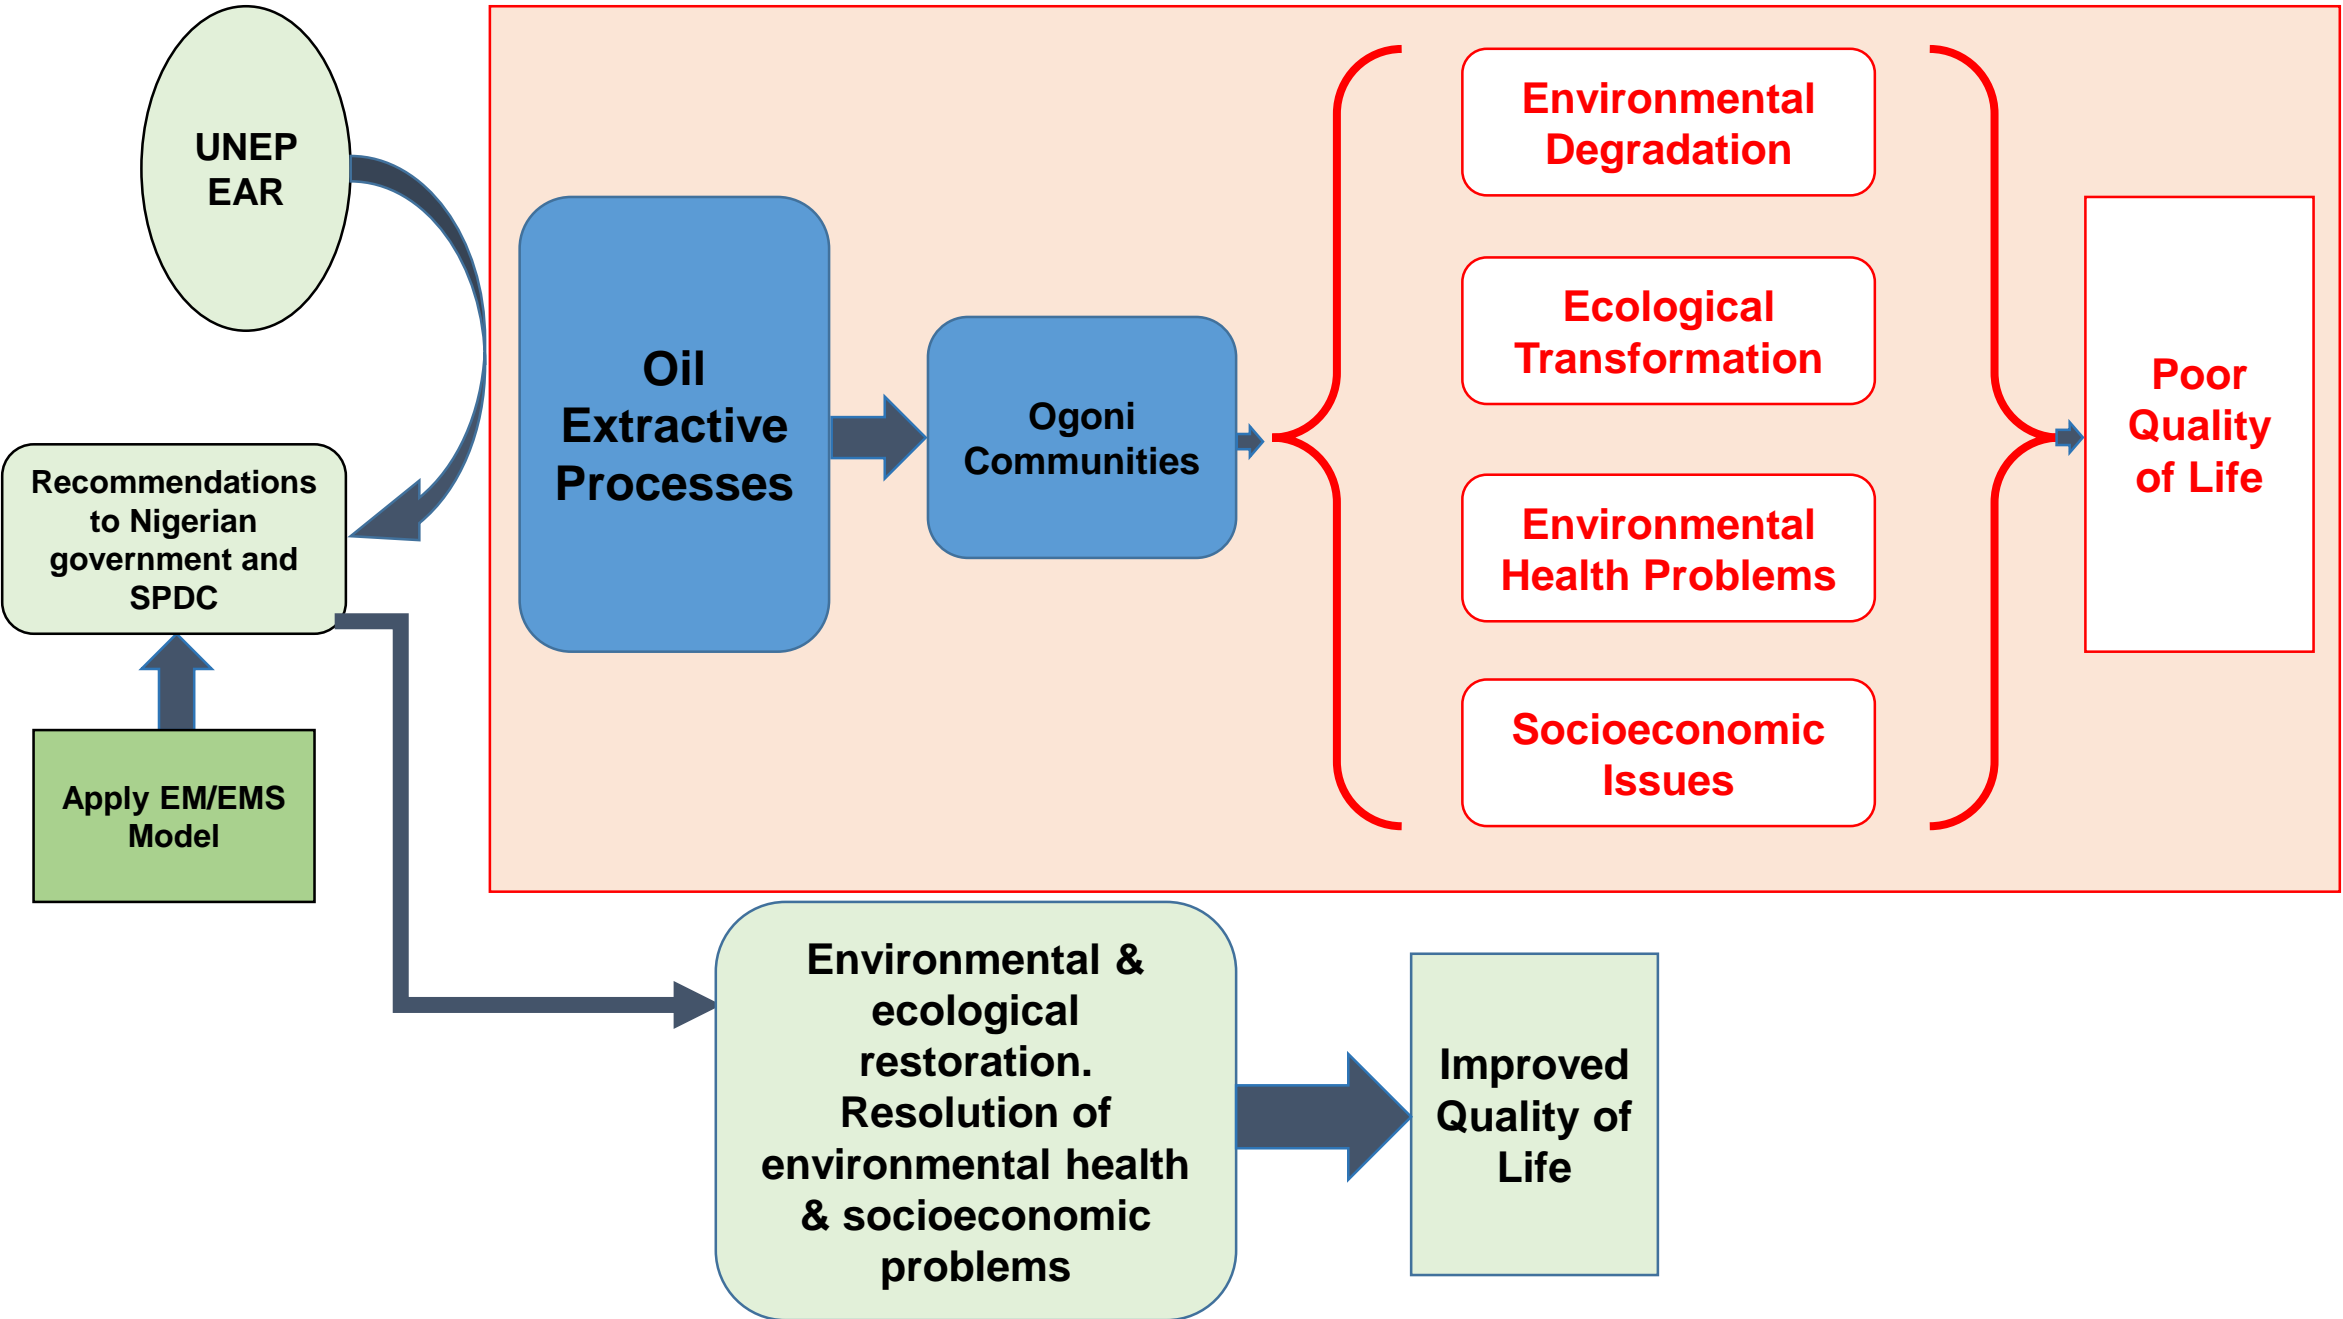 UNEP
EAR
Recommendations
to Nigerian
government and
SPDC
Apply EM/EMS
Model
Oil
Extractive
Processes
Ogoni
Communities
Environmental
Degradation
Ecological
Transformation
Environmental
Health Problems
Socioeconomic
Issues
Poor
Quality
of Life
Environmental &
ecological
restoration.
Resolution of
environmental health
& socioeconomic
problems
Improved
Quality of
Life